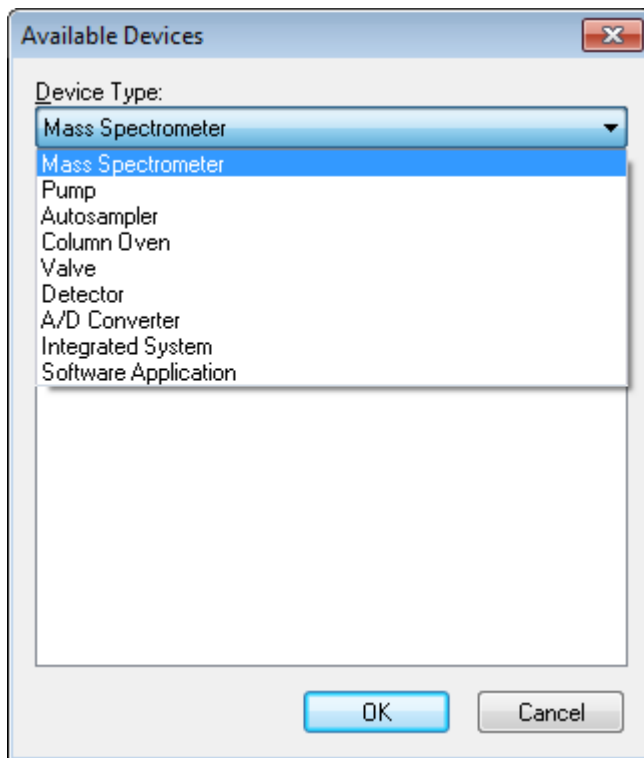 Available Devices
Device Type:
Mass Spectrometer
Mass Spectrometer
Pump
Autosampler
Column Oven
Valve
Detector
A/D Converter
Integrated System
Software Application
OK Cancel